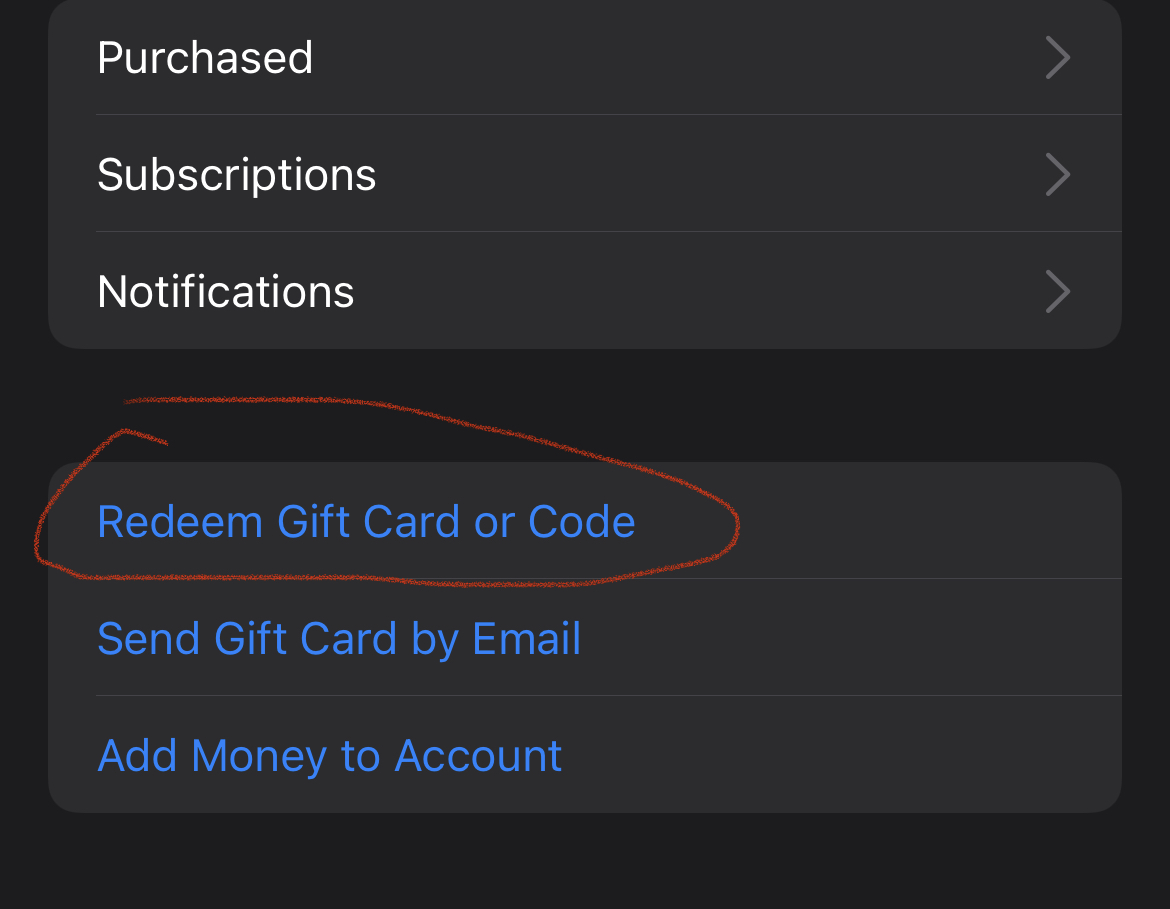 Purchased
Subscriptions
Notifications
Redeem Gift Card or Code
Send Gift Card by Email
Add Money to Account